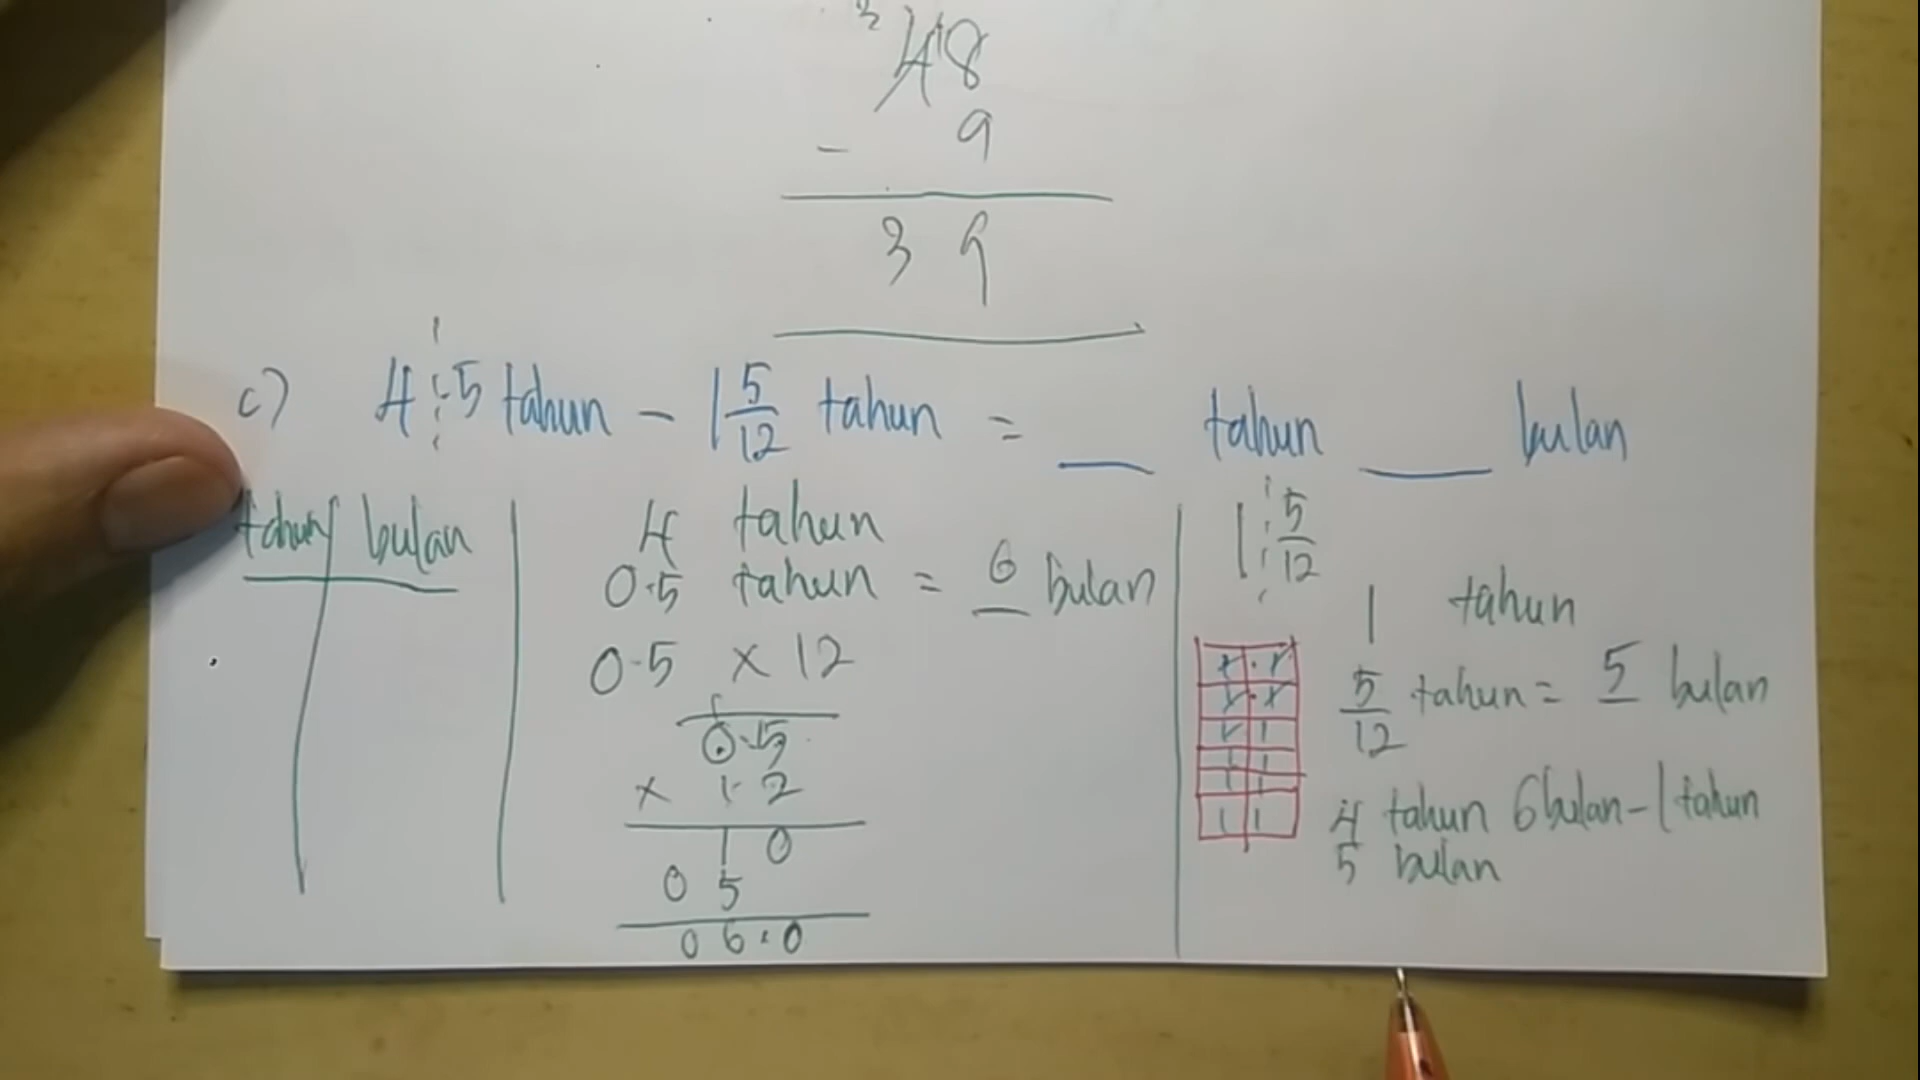 3
48
- 9
39
c) 4.5 tahun - 1 5/12 tahun = __ tahun ___ bulan
tahun bulan
4 tahun
0.5 tahun = 6 bulan
0.5 x 12
0.5
x 12
10
05
06.0
1 5/12
1 tahun
5/12 tahun = 5 bulan
4 tahun 6 bulan - 1 tahun
5 bulan